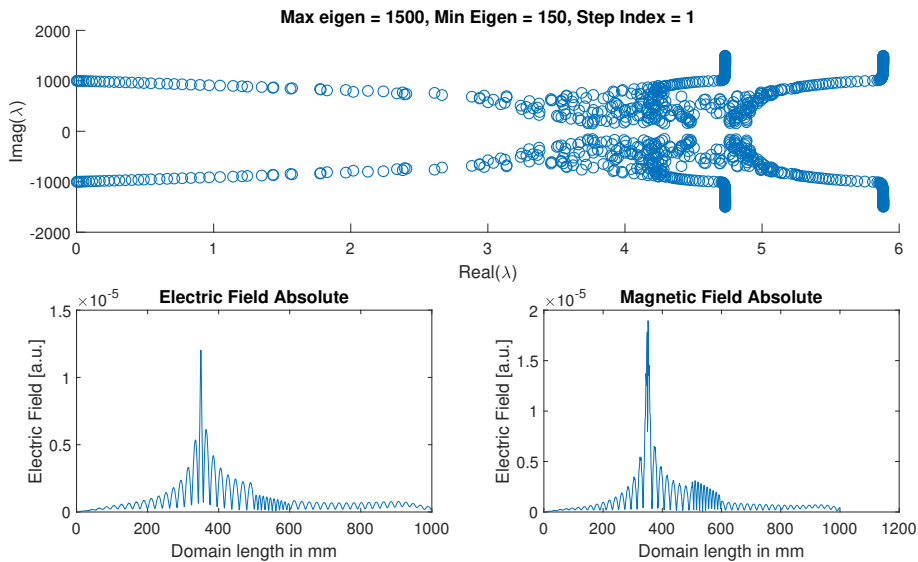 Max eigen = 1500, Min Eigen = 150, Step Index = 1
2000
1000
0
-1000
-2000
Imag(λ)
0 1 2 3 4 5 6
Real(λ)
×10⁻⁵ Electric Field Absolute
1.5
1
0.5
0
Electric Field [a.u.]
0 200 400 600 800 1000
Domain length in mm
×10⁻⁵ Magnetic Field Absolute
2
1.5
1
0.5
0
Electric Field [a.u.]
0 200 400 600 800 1000 1200
Domain length in mm